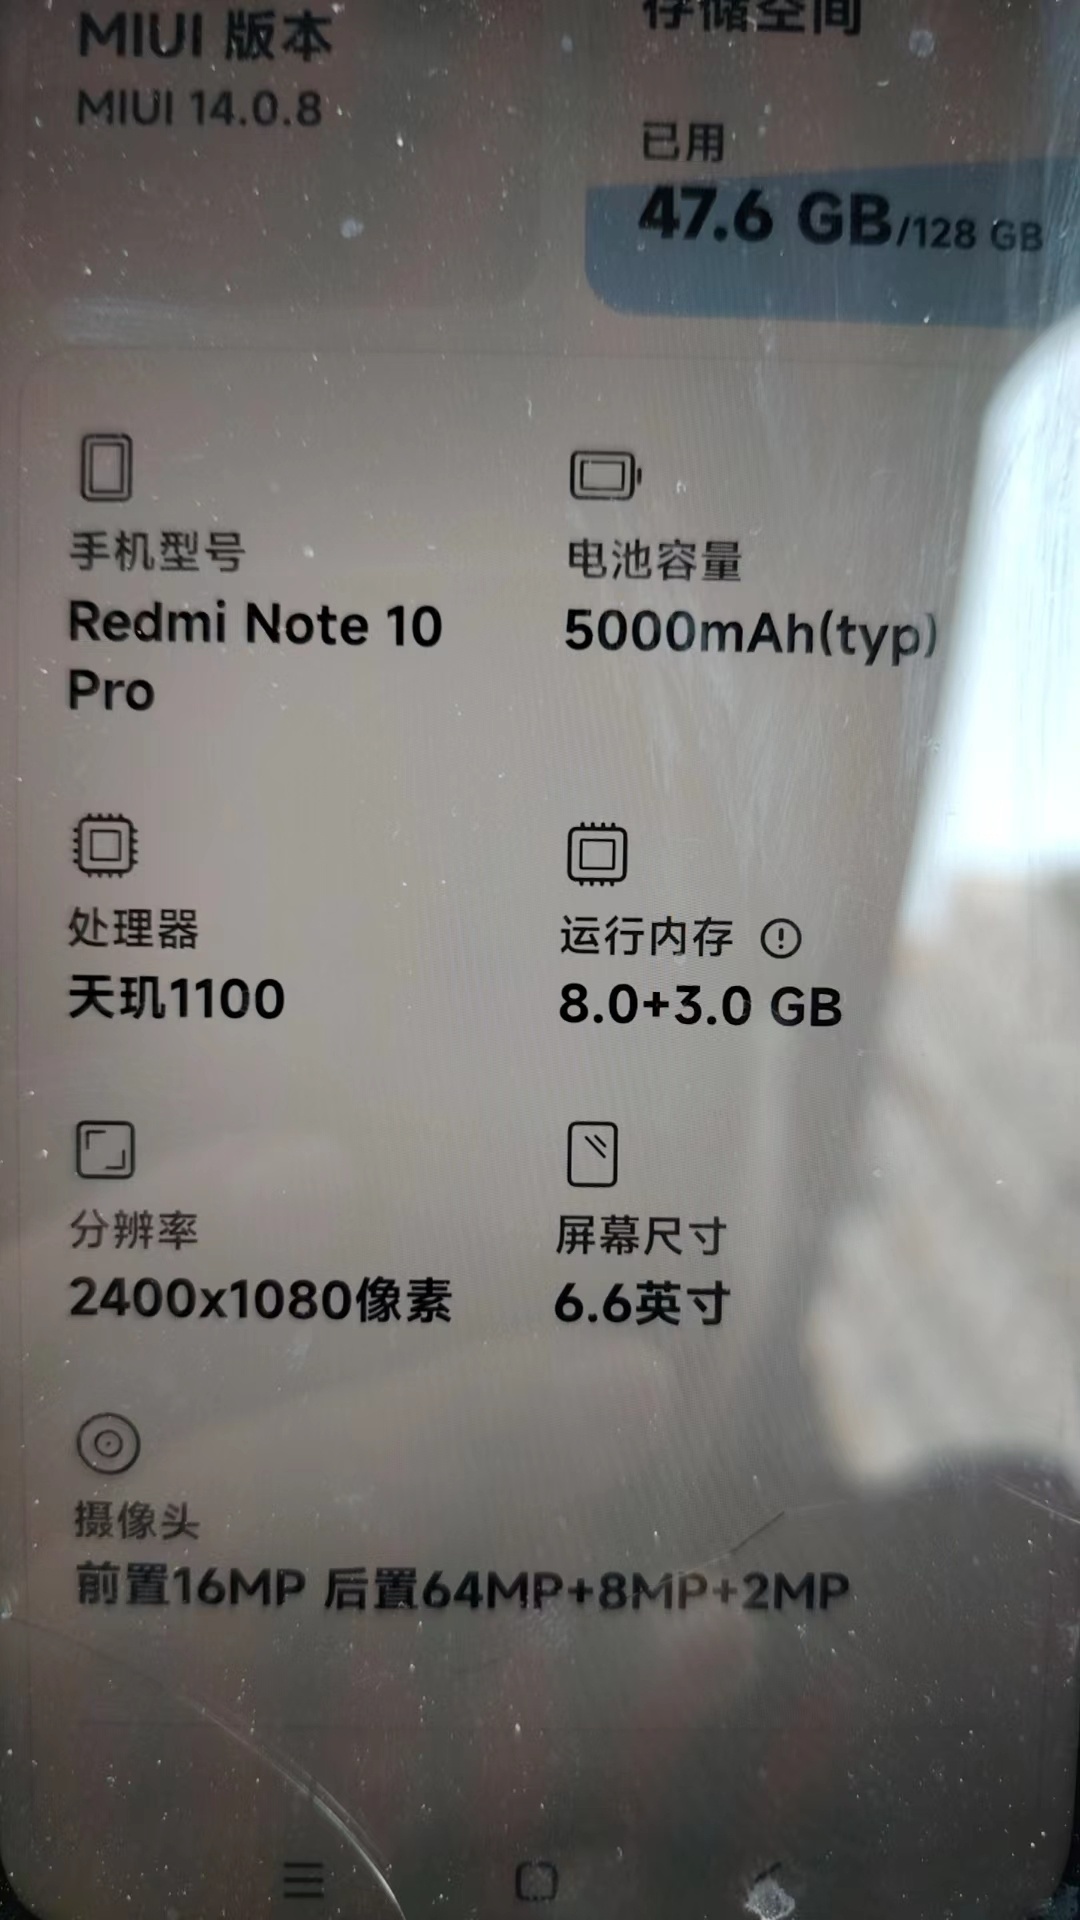 MIUI 版本
MIUI 14.0.8
存储空间
已用
47.6 GB/128 GB
手机型号
Redmi Note 10
Pro
电池容量
5000mAh(typ)
处理器
天玑1100
运行内存
8.0+3.0 GB
分辨率
2400x1080像素
屏幕尺寸
6.6英寸
摄像头
前置16MP 后置64MP+8MP+2MP